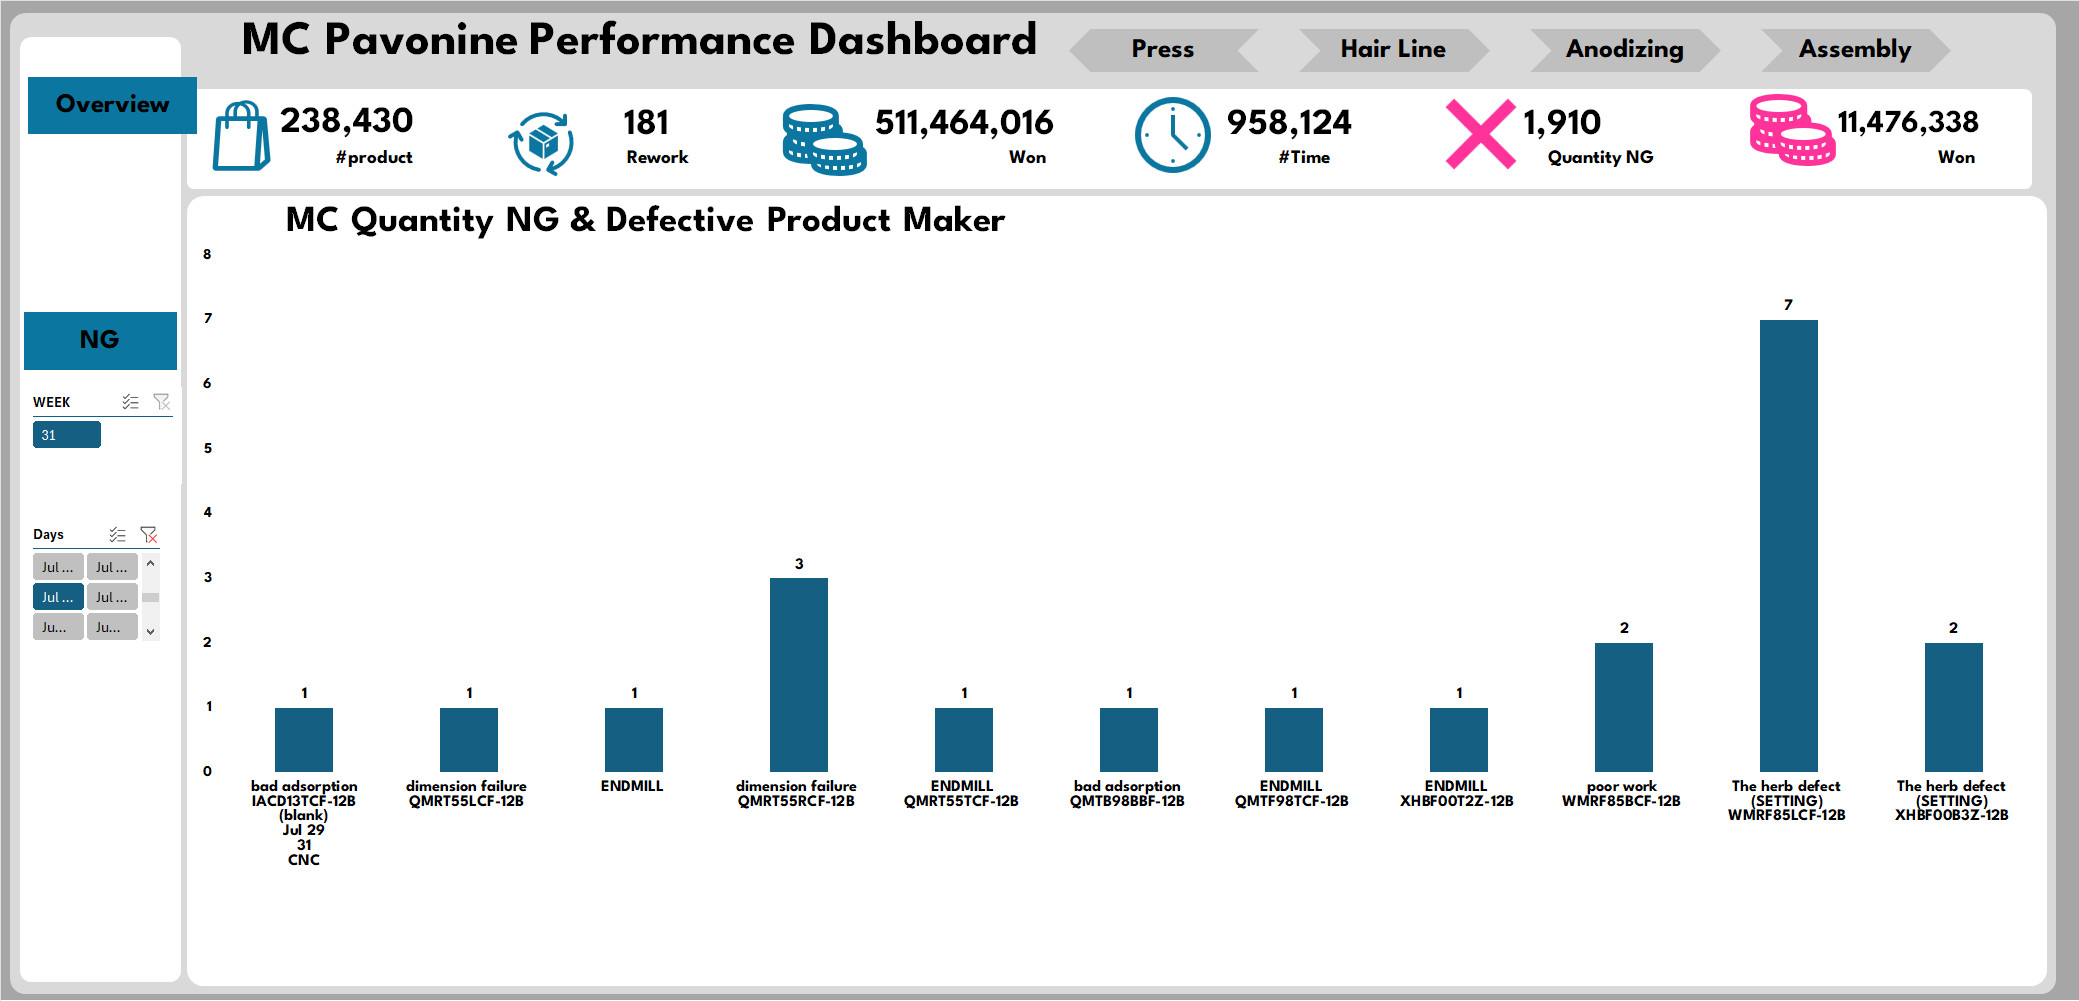 MC Pavonine Performance Dashboard
Press
Hair Line
Anodizing
Assembly
Overview
238,430
#product
181
Rework
511,464,016
Won
958,124
#Time
1,910
Quantity NG
11,476,338
Won
NG
WEEK
31
Days
Jul ...
Jul ...
Jul ...
Jul ...
Ju...
Ju...
MC Quantity NG & Defective Product Maker
8
7
6
5
4
3
2
1
0
1
1
1
3
1
1
1
1
2
7
2
bad adsorption
IACD13TCF-12B
(blank)
Jul 29
31
CNC
dimension failure
QMRT55LCF-12B
ENDMILL
dimension failure
QMRT55RCF-12B
ENDMILL
QMRT55TCF-12B
bad adsorption
QMTB98BBF-12B
ENDMILL
QMTF98TCF-12B
ENDMILL
XHBF00T2Z-12B
poor work
WMRF85BCF-12B
The herb defect
(SETTING)
WMRF85LCF-12B
The herb defect
(SETTING)
XHBF00B3Z-12B